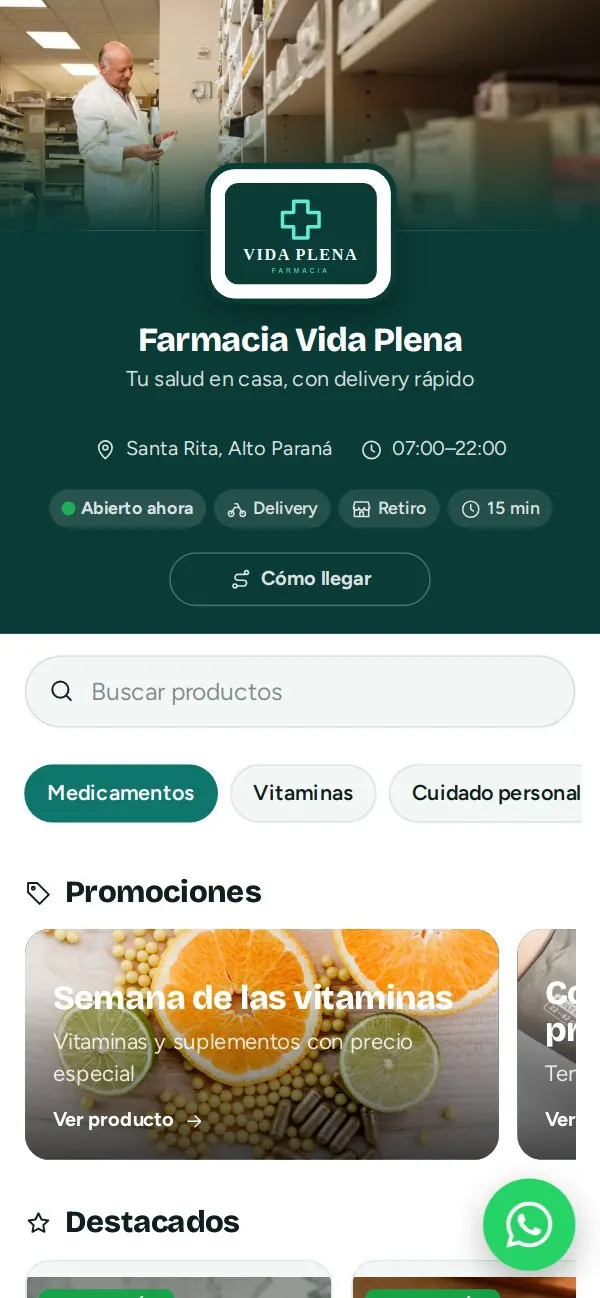 VIDA PLENA
FARMACIA
Farmacia Vida Plena
Tu salud en casa, con delivery rápido
Santa Rita, Alto Paraná 07:00–22:00
Abierto ahora Delivery Retiro 15 min
Cómo llegar
Buscar productos
Medicamentos Vitaminas Cuidado personal
Promociones
Semana de las vitaminas
Vitaminas y suplementos con precio
especial
Ver producto →
Ver
Destacados